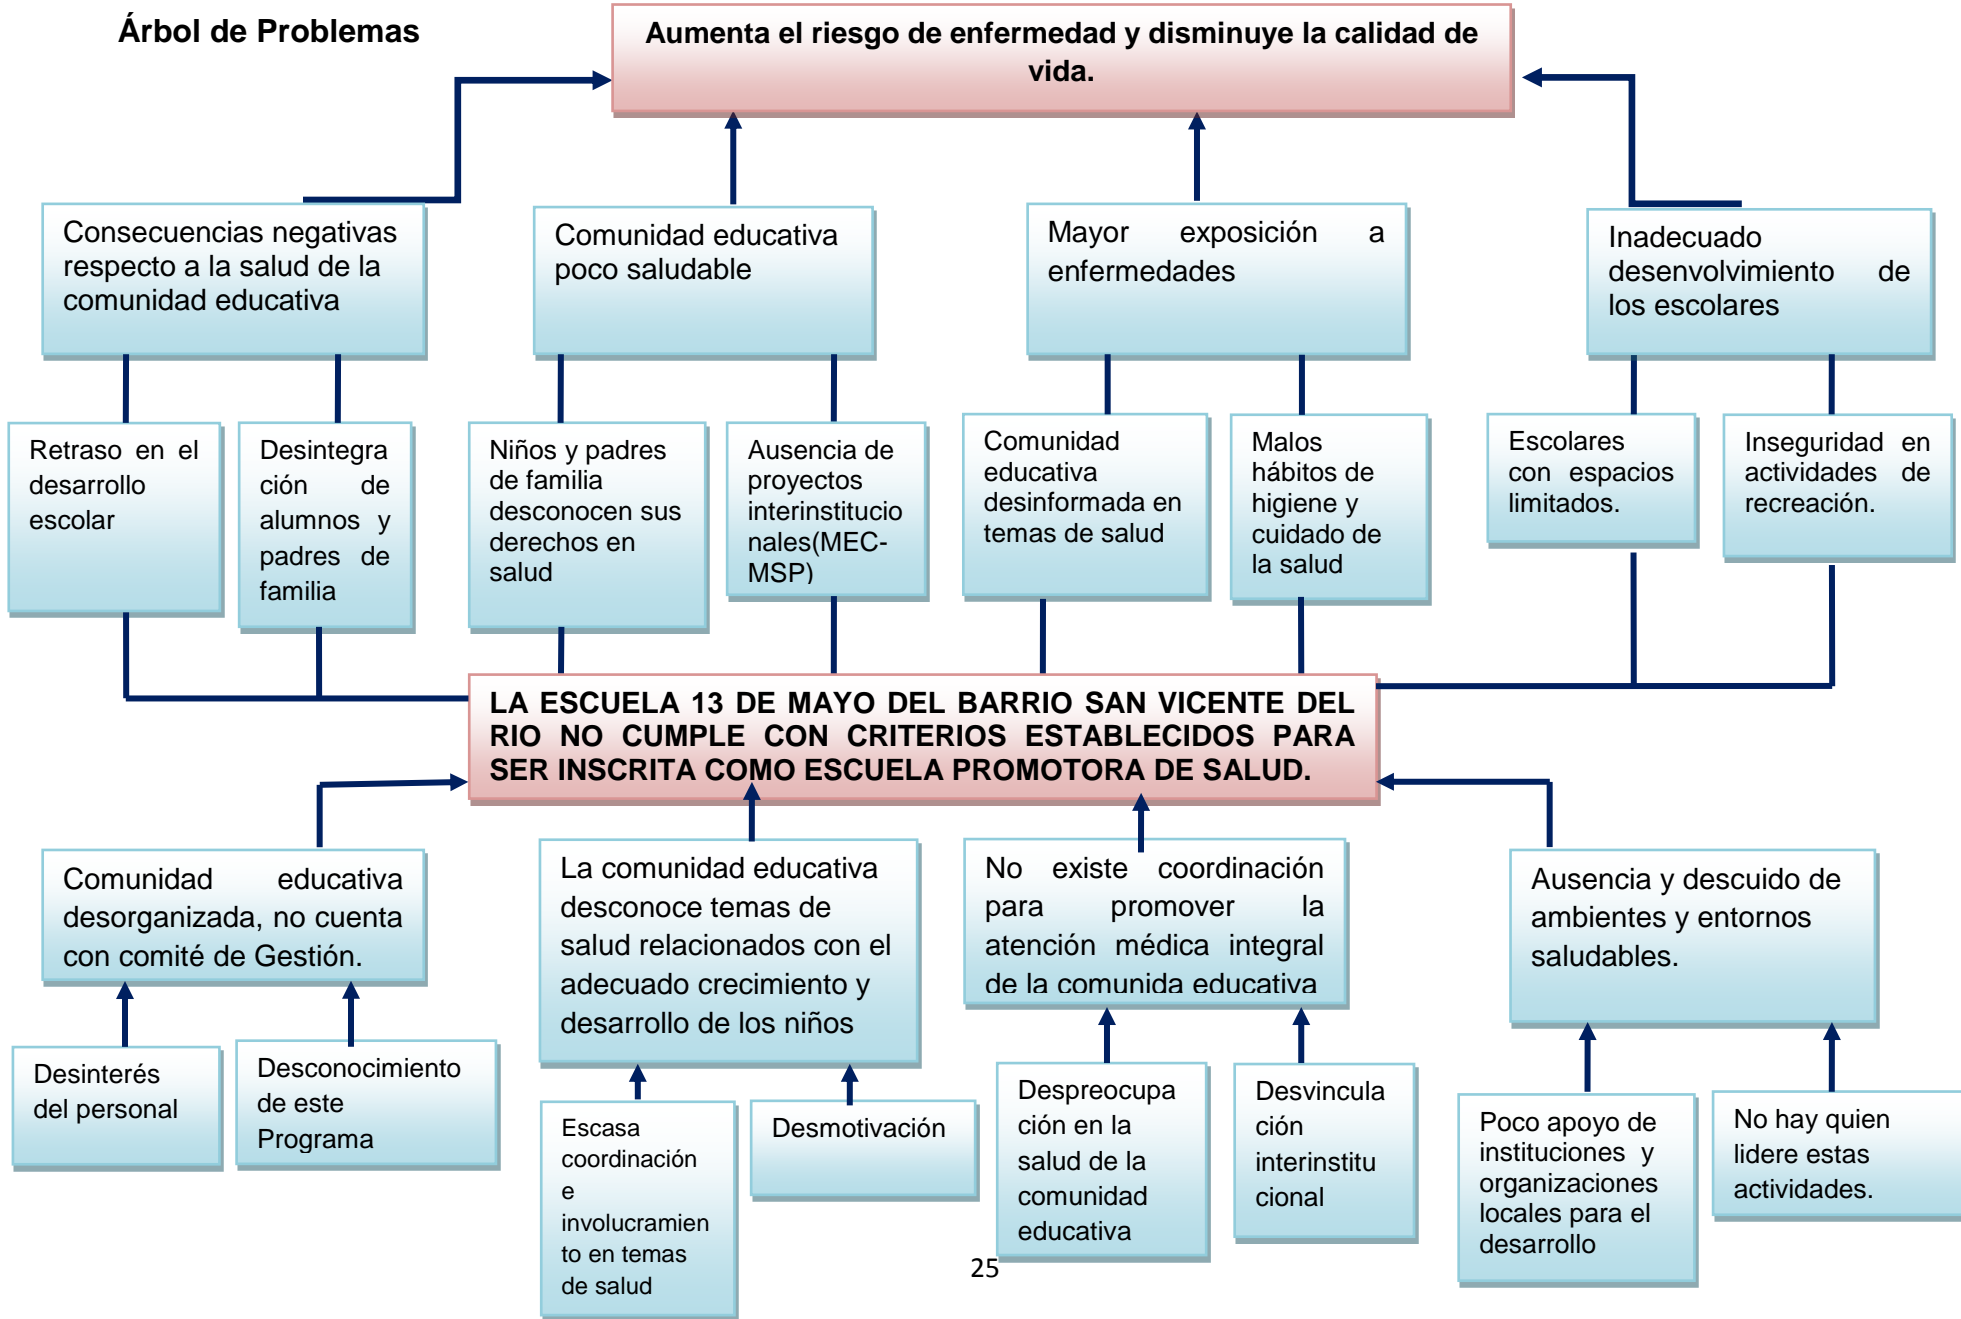 Árbol de Problemas
Aumenta el riesgo de enfermedad y disminuye la calidad de
vida.
Consecuencias negativas
respecto a la salud de la
comunidad educativa
Comunidad educativa
poco saludable
Mayor exposición a
enfermedades
Inadecuado
desenvolvimiento de
los escolares
Retraso en el
desarrollo
escolar
Desintegra
ción de
alumnos y
padres de
familia
Niños y padres
de familia
desconocen sus
derechos en
salud
Ausencia de
proyectos
interinstitucio
nales(MEC-
MSP)
Comunidad
educativa
desinformada en
temas de salud
Malos
hábitos de
higiene y
cuidado de
la salud
Escolares
con espacios
limitados.
Inseguridad en
actividades de
recreación.
LA ESCUELA 13 DE MAYO DEL BARRIO SAN VICENTE DEL
RIO NO CUMPLE CON CRITERIOS ESTABLECIDOS PARA
SER INSCRITA COMO ESCUELA PROMOTORA DE SALUD.
Comunidad educativa
desorganizada, no cuenta
con comité de Gestión.
La comunidad educativa
desconoce temas de
salud relacionados con el
adecuado crecimiento y
desarrollo de los niños
No existe coordinación
para promover la
atención médica integral
de la comunida educativa
Ausencia y descuido de
ambientes y entornos
saludables.
Desinterés
del personal
Desconocimiento
de este
Programa
Escasa
coordinación
e
involucramien
to en temas
de salud
Desmotivación
Despreocupa
ción en la
salud de la
comunidad
educativa
Desvincula
ción
interinstitu
cional
Poco apoyo de
instituciones y
organizaciones
locales para el
desarrollo
No hay quien
lidere estas
actividades.
25